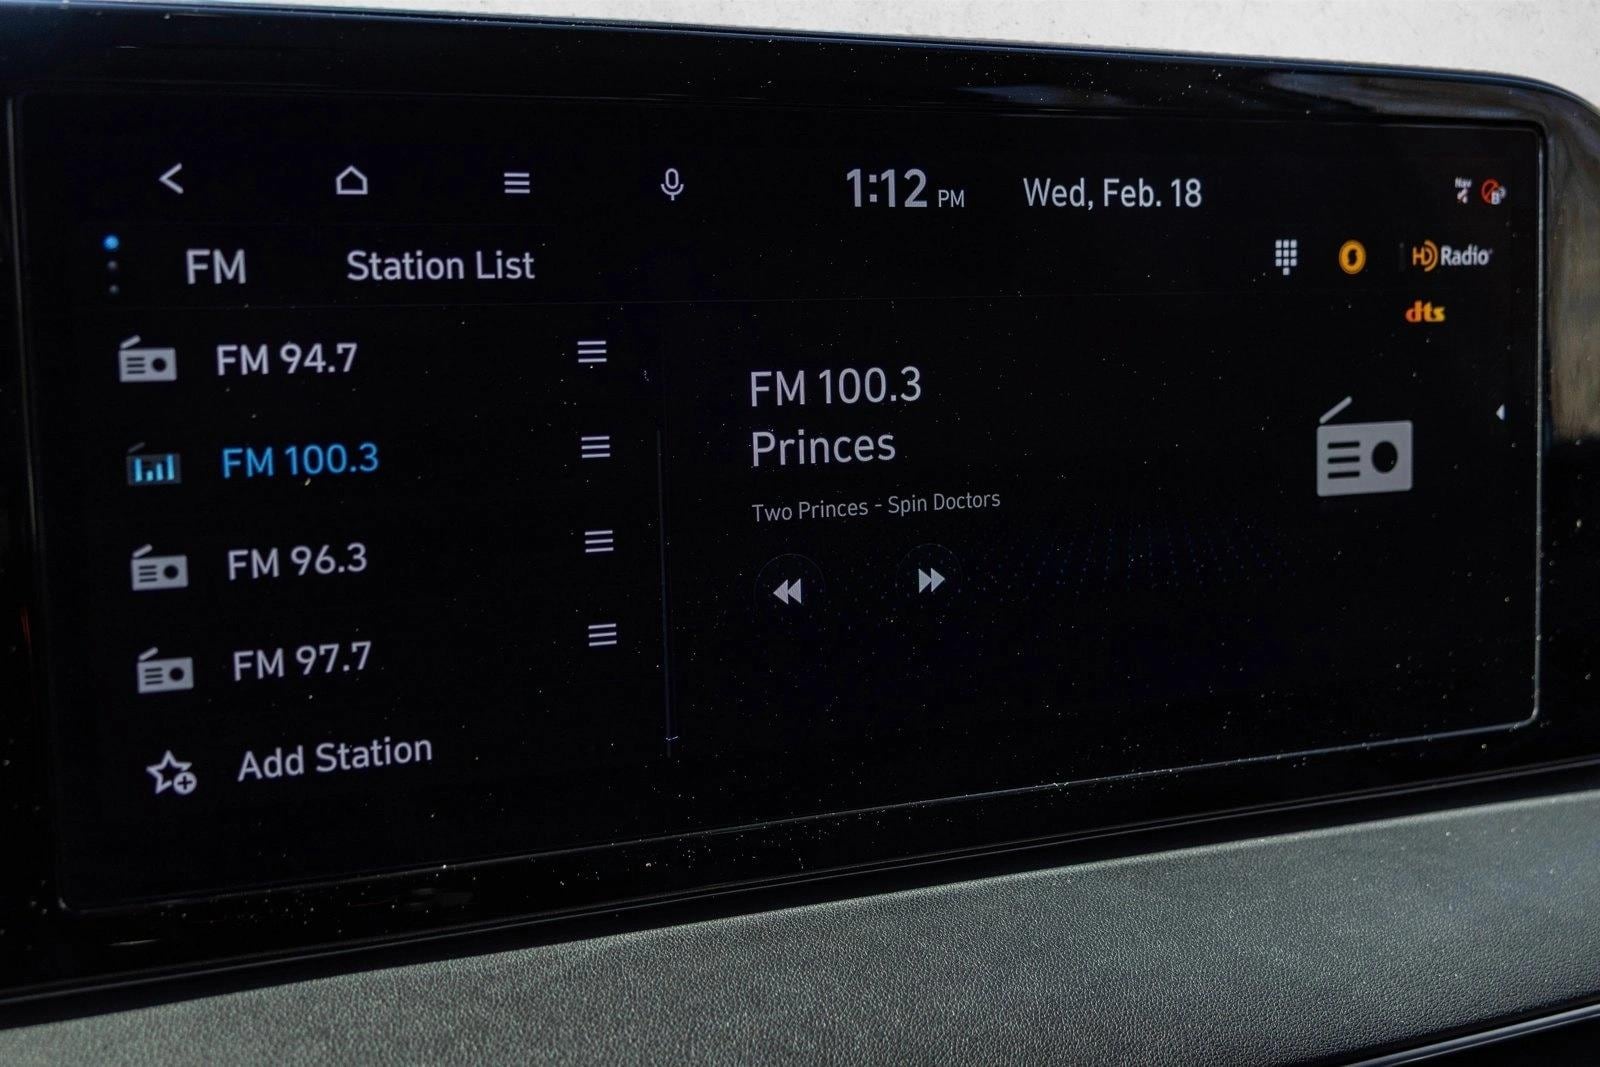 1:12 PM Wed, Feb. 18
Nav
FM Station List HD Radio
dts
FM 94.7
FM 100.3
FM 96.3
FM 97.7
Add Station
FM 100.3
Princes
Two Princes - Spin Doctors